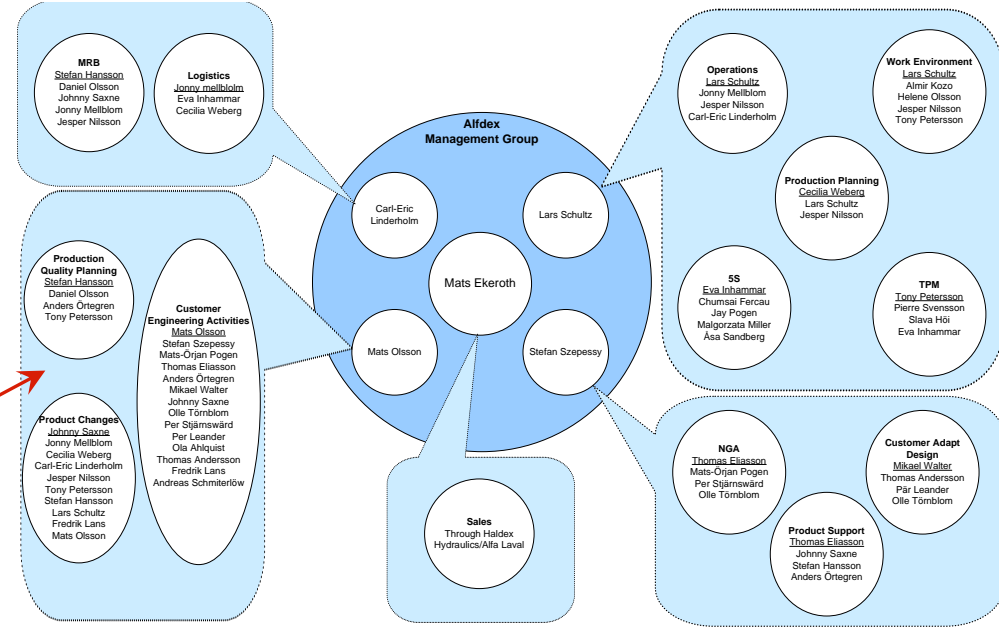 MRB
Stefan Hansson
Daniel Olsson
Johnny Saxne
Jonny Mellblom
Jesper Nilsson
Logistics
Jonny mellblolm
Eva Inhammar
Cecilia Weberg
Alfdex
Management Group
Carl-Eric
Linderholm
Lars Schultz
Mats Ekeroth
Mats Olsson
Stefan Szepessy
Operations
Lars Schultz
Jonny Mellblom
Jesper Nilsson
Carl-Eric Linderholm
Work Environment
Lars Schultz
Almir Kozo
Helene Olsson
Jesper Nilsson
Tony Petersson
Production Planning
Cecilia Weberg
Lars Schultz
Jesper Nilsson
5S
Eva Inhammar
Chumsai Fercau
Jay Pogen
Malgorzata Miller
Åsa Sandberg
TPM
Tony Petersson
Pierre Svensson
Slava Höi
Eva Inhammar
Production
Quality Planning
Stefan Hansson
Daniel Olsson
Anders Örtegren
Tony Petersson
Customer
Engineering Activities
Mats Olsson
Stefan Szepessy
Mats-Örjan Pogen
Thomas Eliasson
Anders Örtegren
Mikael Walter
Johnny Saxne
Olle Törnblom
Per Stjärnswärd
Per Leander
Ola Ahlquist
Thomas Andersson
Fredrik Lans
Andreas Schmiterlöw
Product Changes
Johnny Saxne
Jonny Mellblom
Cecilia Weberg
Carl-Eric Linderholm
Jesper Nilsson
Tony Petersson
Stefan Hansson
Lars Schultz
Fredrik Lans
Mats Olsson
Sales
Through Haldex
Hydraulics/Alfa Laval
NGA
Thomas Eliasson
Mats-Örjan Pogen
Per Stjärnswärd
Olle Törnblom
Customer Adapt
Design
Mikael Walter
Thomas Andersson
Pär Leander
Olle Törnblom
Product Support
Thomas Eliasson
Johnny Saxne
Stefan Hansson
Anders Örtegren